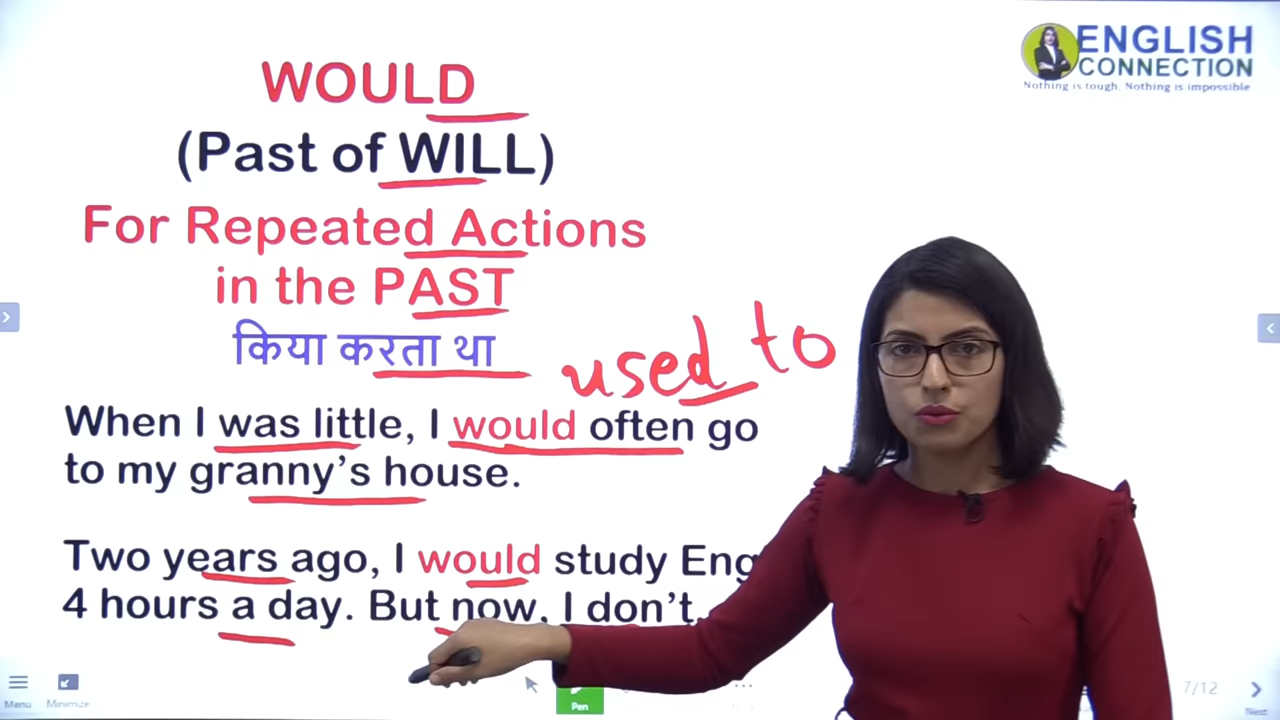 ENGLISH
CONNECTION
Nothing is tough. Nothing is impossible
WOULD
(Past of WILL)
For Repeated Actions
in the PAST
किया करता था
used to
When I was little, I would often go
to my granny’s house.
Two years ago, I would study Eng
4 hours a day. But now, I don’t.
Menu
Minimize
Pen
7/12
Next